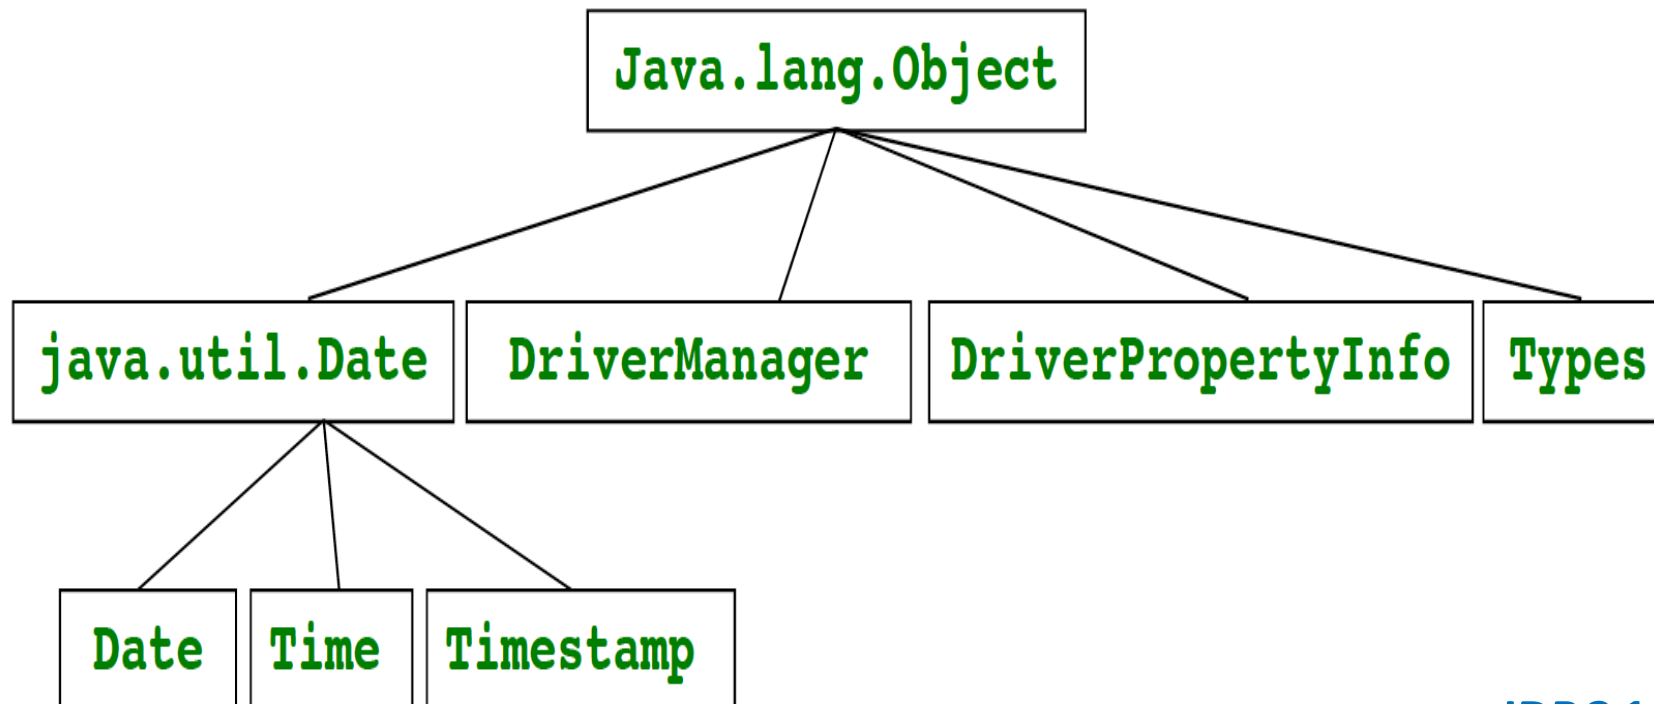 Java.lang.Object
java.util.Date DriverManager DriverPropertyInfo Types
Date Time Timestamp